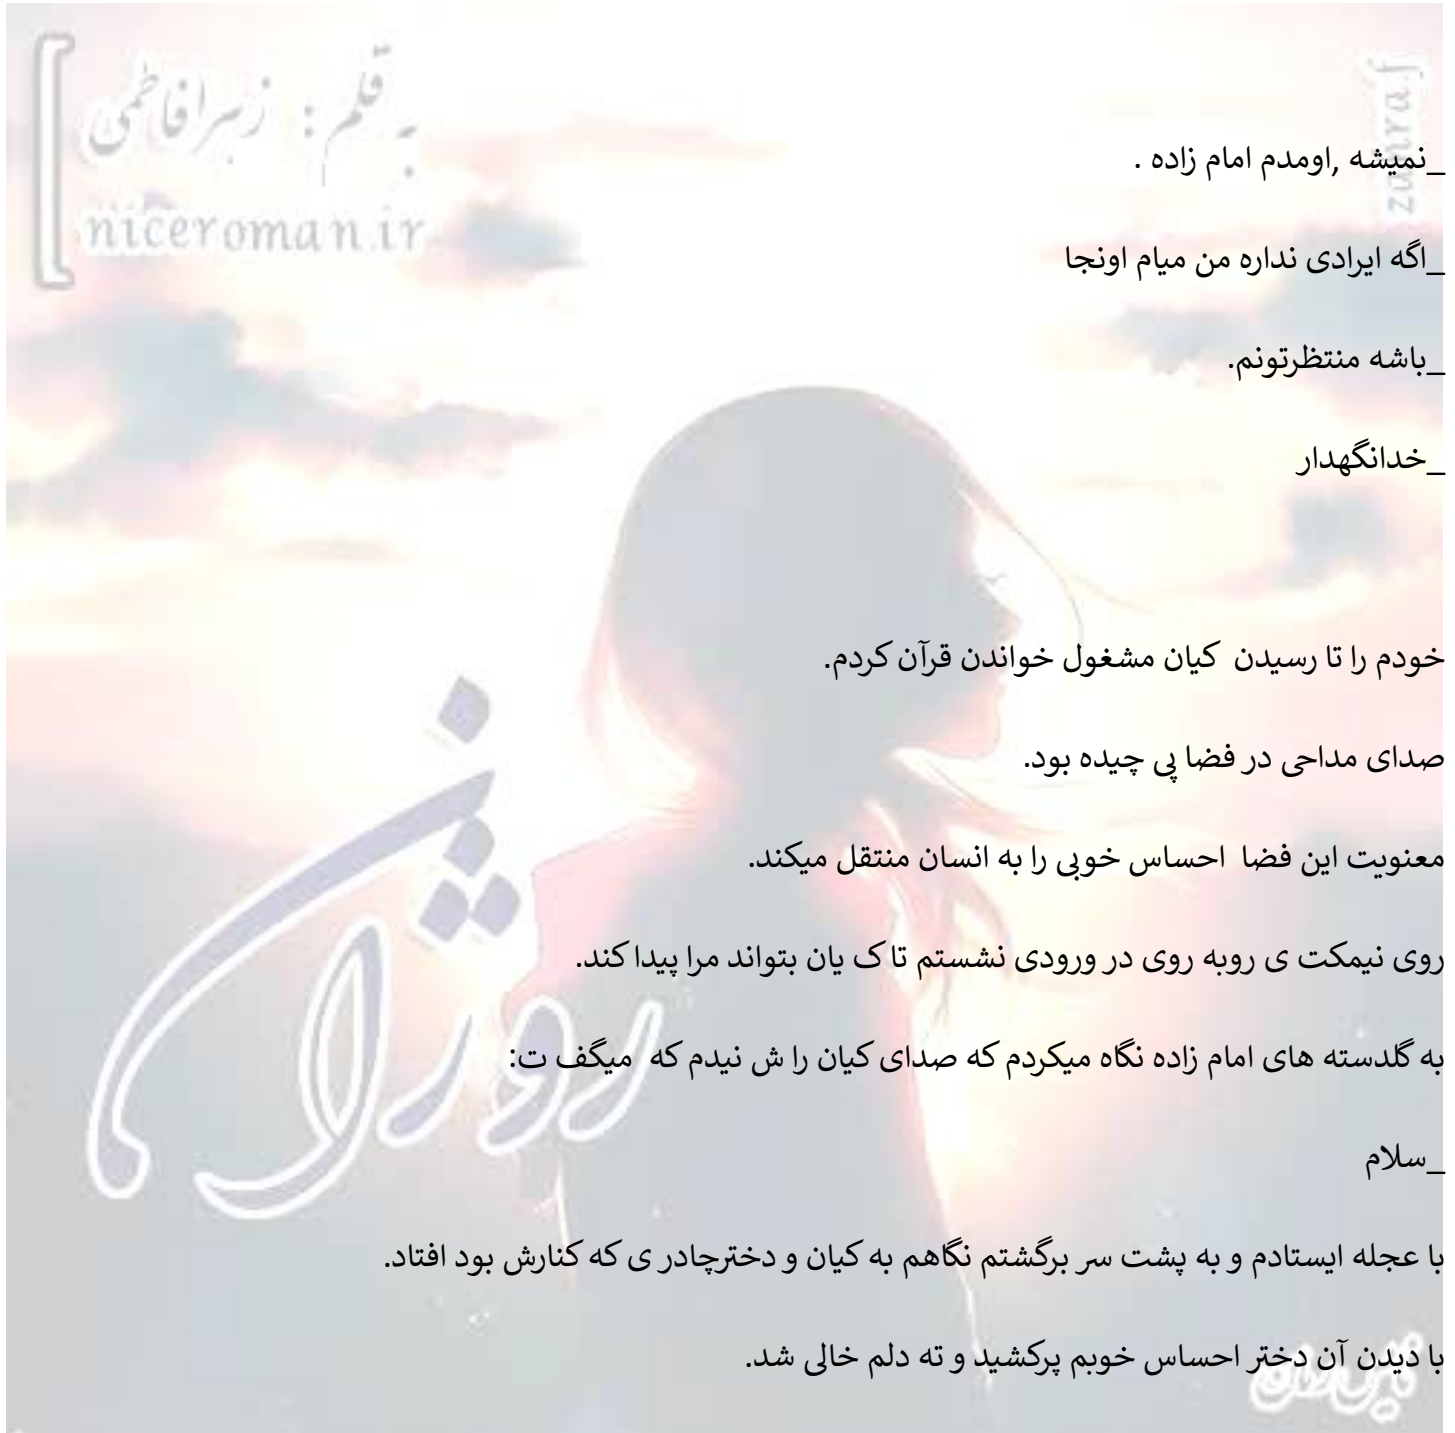 به قلم : زهرا فاطمی
niceroman.ir
zahra.f
_نمیشه ,اومدم امام زاده .
_اگه ایرادی نداره من میام اونجا
_باشه منتظرتونم.
_خدانگهدار
خودم را تا رسیدن کیان مشغول خواندن قرآن کردم.
صدای مداحی در فضا پی چیده بود.
معنویت این فضا احساس خوبی را به انسان منتقل میکند.
روی نیمکت ی روبه روی در ورودی نشستم تا ک یان بتواند مرا پیدا کند.
به گلدسته های امام زاده نگاه میکردم که صدای کیان را ش نیدم که میگف ت:
_سلام
با عجله ایستادم و به پشت سر برگشتم نگاهم به کیان و دخترچادر ی که کنارش بود افتاد.
با دیدن آن دختر احساس خوبم پرکشید و ته دلم خالی شد.
روژان